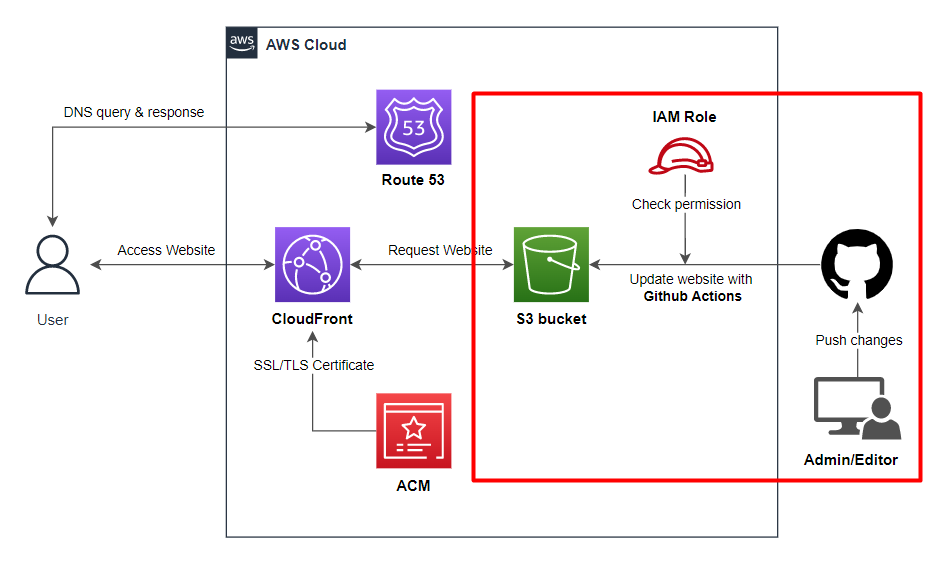 aws
AWS Cloud
DNS query & response
53
Route 53
IAM Role
Check permission
Access Website
Request Website
Update website with
Github Actions
User
CloudFront
S3 bucket
Push changes
SSL/TLS Certificate
Admin/Editor
ACM